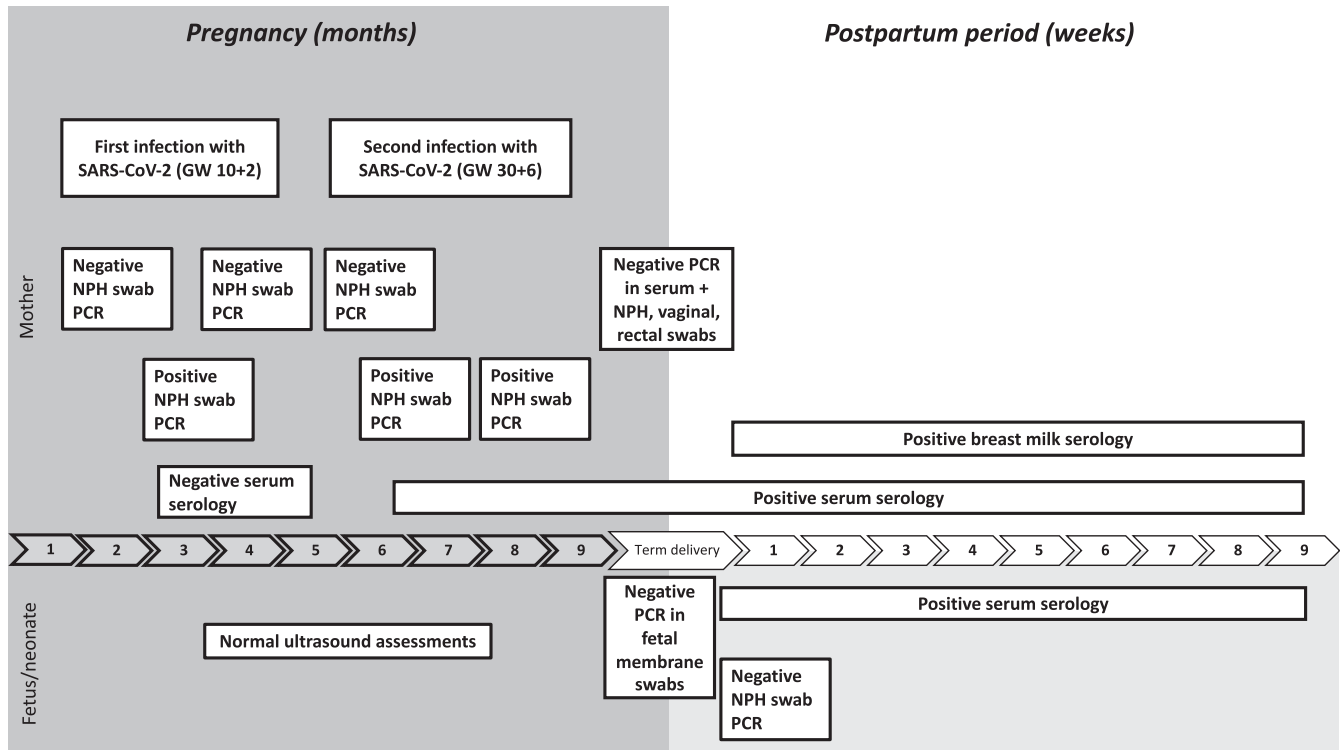 Pregnancy (months)
Postpartum period (weeks)
First infection with
SARS-CoV-2 (GW 10+2)
Second infection with
SARS-CoV-2 (GW 30+6)
Mother
Negative
NPH swab
PCR
Negative
NPH swab
PCR
Negative
NPH swab
PCR
Negative PCR
in serum +
NPH, vaginal,
rectal swabs
Positive
NPH swab
PCR
Positive
NPH swab
PCR
Positive
NPH swab
PCR
Positive breast milk serology
Negative serum
serology
Positive serum serology
1 2 3 4 5 6 7 8 9 Term delivery 1 2 3 4 5 6 7 8 9
Fetus/neonate
Normal ultrasound assessments
Negative
PCR in
fetal
membrane
swabs
Positive serum serology
Negative
NPH swab
PCR